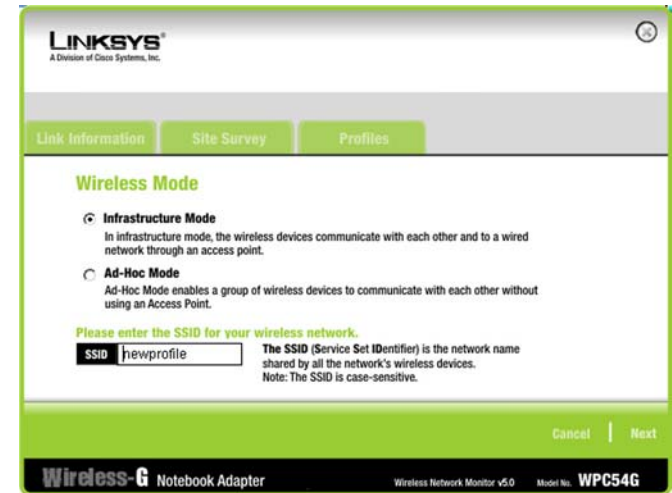 LINKSYS®
A Division of Cisco Systems, Inc.
Link Information Site Survey Profiles
Wireless Mode
Infrastructure Mode
In infrastructure mode, the wireless devices communicate with each other and to a wired
network through an access point.
Ad-Hoc Mode
Ad-Hoc Mode enables a group of wireless devices to communicate with each other without
using an Access Point.
Please enter the SSID for your wireless network.
SSID newprofile
The SSID (Service Set IDentifier) is the network name
shared by all the network's wireless devices.
Note: The SSID is case-sensitive.
Cancel | Next
Wireless-G Notebook Adapter Wireless Network Monitor v5.0 Model No. WPC54G